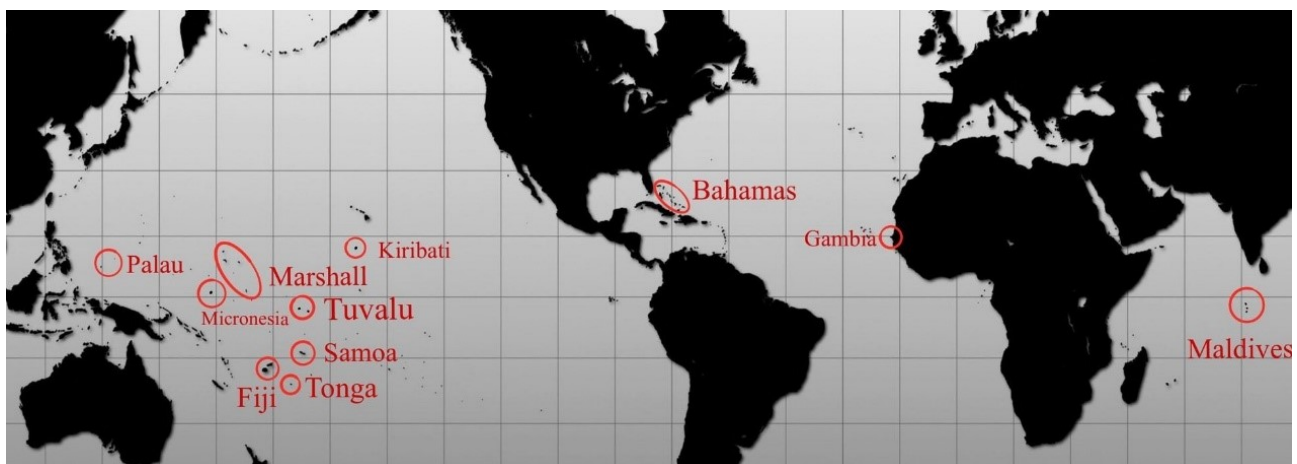 Bahamas
Gambia
Kiribati
Palau
Marshall
Micronesia
Tuvalu
Samoa
Maldives
Fiji
Tonga